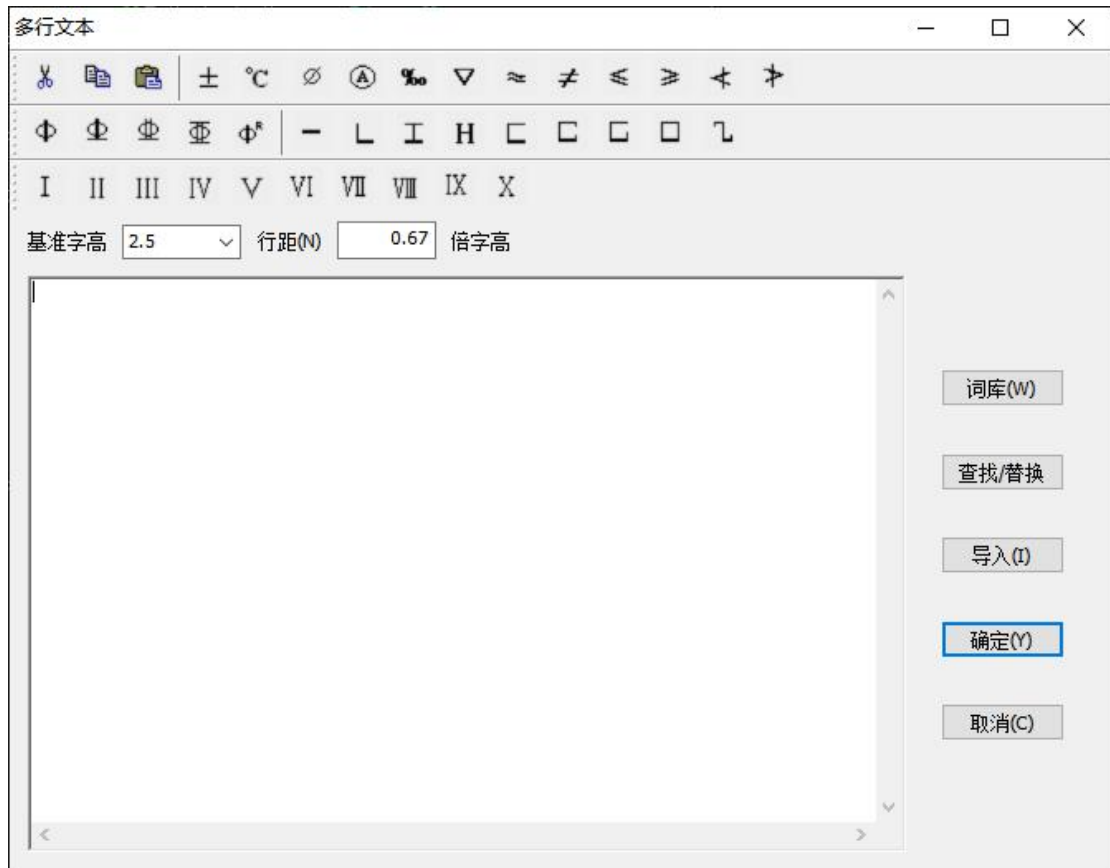 多行文本
± ℃ ∅ Ⓐ ‰ ▽ ≈ ≠ ≮ ≯
Φ Φ Φ Φ Φᴿ H
I II III IV V VI VII VIII IX X
基准字高 2.5 行距(N) 0.67 倍字高
词库(W)
查找/替换
导入(I)
确定(Y)
取消(C)